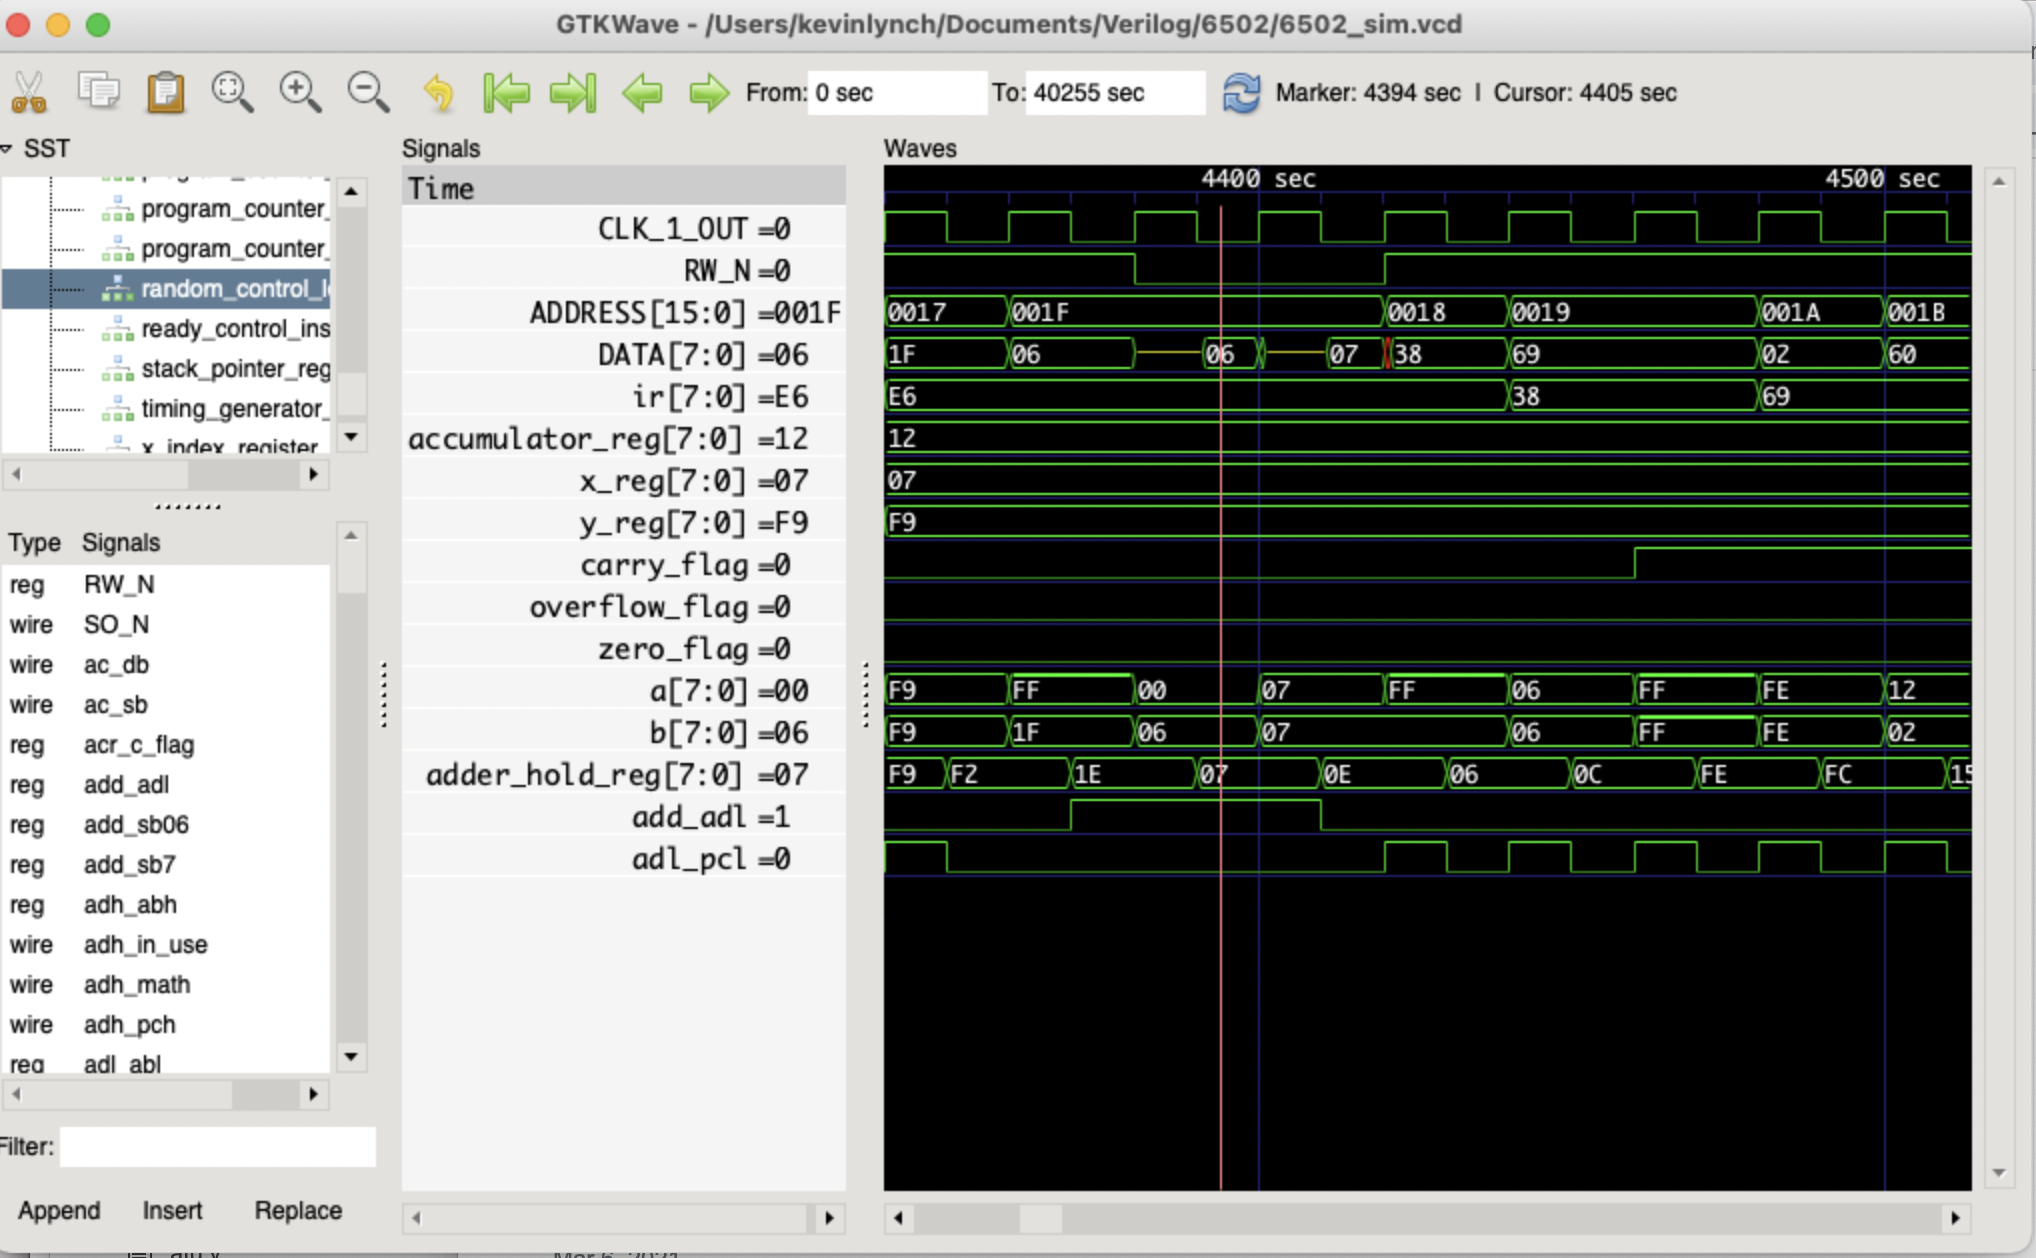 GTKWave - /Users/kevinlynch/Documents/Verilog/6502/6502_sim.vcd
From: 0 sec To: 40255 sec Marker: 4394 sec | Cursor: 4405 sec
SST
program_counter_
program_counter_
random_control_l
ready_control_ins
stack_pointer_reg
timing_generator_
x_index_register
Type Signals
reg RW_N
wire SO_N
wire ac_db
wire ac_sb
reg acr_c_flag
reg add_adl
reg add_sb06
reg add_sb7
reg adh_abh
wire adh_in_use
wire adh_math
wire adh_pch
reg adl_abl
Filter:
Append Insert Replace
Signals
Time
CLK_1_OUT =0
RW_N =0
ADDRESS[15:0] =001F
DATA[7:0] =06
ir[7:0] =E6
accumulator_reg[7:0] =12
x_reg[7:0] =07
y_reg[7:0] =F9
carry_flag =0
overflow_flag =0
zero_flag =0
a[7:0] =00
b[7:0] =06
adder_hold_reg[7:0] =07
add_adl =1
adl_pcl =0
Waves
4400 sec 4500 sec
0017 001F 0018 0019 001A 001B
1F 06 06 07 38 69 02 60
E6 38 69
12
07
F9
F9 FF 00 07 FF 06 FF FE 12
F9 1F 06 07 06 FF FE 02
F9 F2 1E 07 0E 06 0C FE FC 15